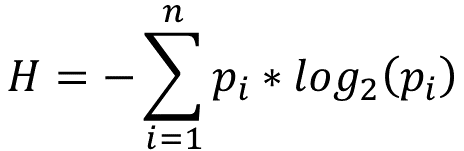 H = − ∑_{i=1}^{n} p_i * log_2(p_i)